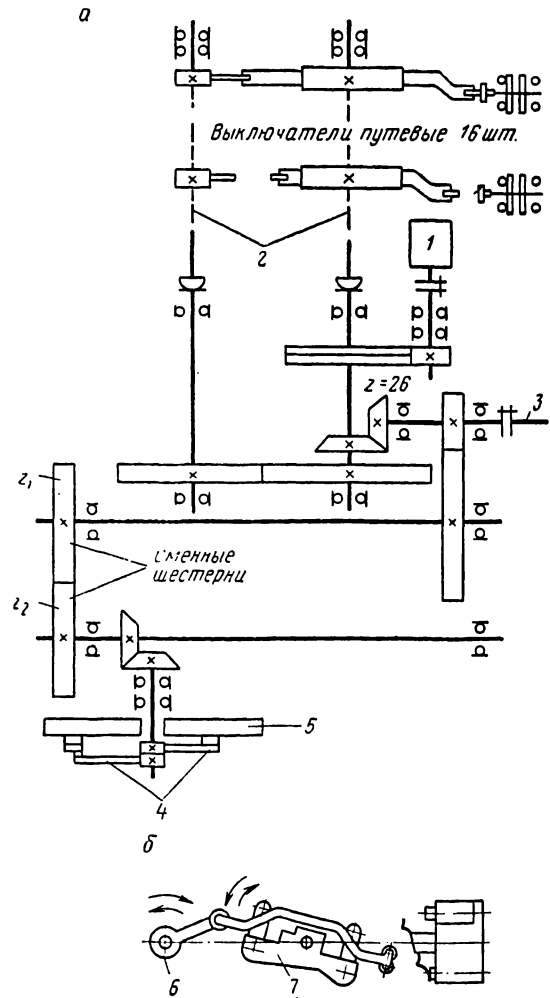 а
Выключатели путевые 16 шт.
2
1
z = 26
3
z₁
Сменные
шестерни
z₂
5
4
б
6
7